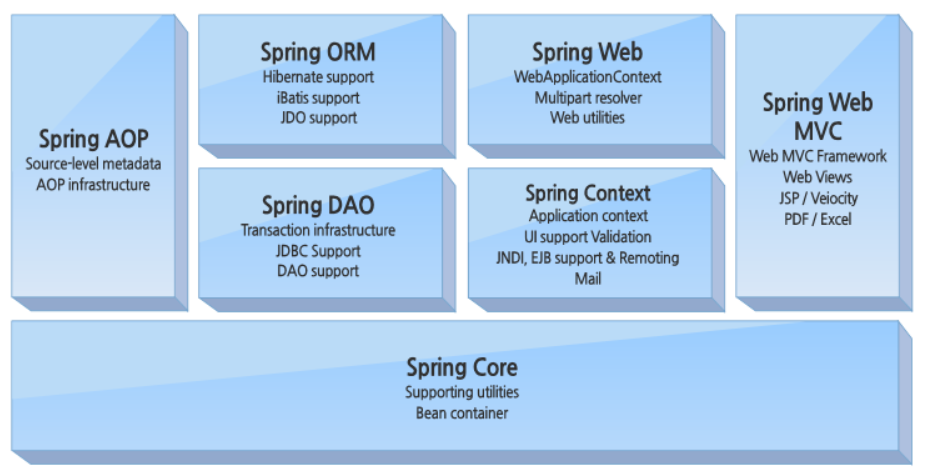 Spring AOP
Source-level metadata
AOP infrastructure
Spring ORM
Hibernate support
iBatis support
JDO support
Spring Web
WebApplicationContext
Multipart resolver
Web utilities
Spring Web
MVC
Web MVC Framework
Web Views
JSP / Veiocity
PDF / Excel
Spring DAO
Transaction infrastructure
JDBC Support
DAO support
Spring Context
Application context
UI support Validation
JNDI, EJB support & Remoting
Mail
Spring Core
Supporting utilities
Bean container